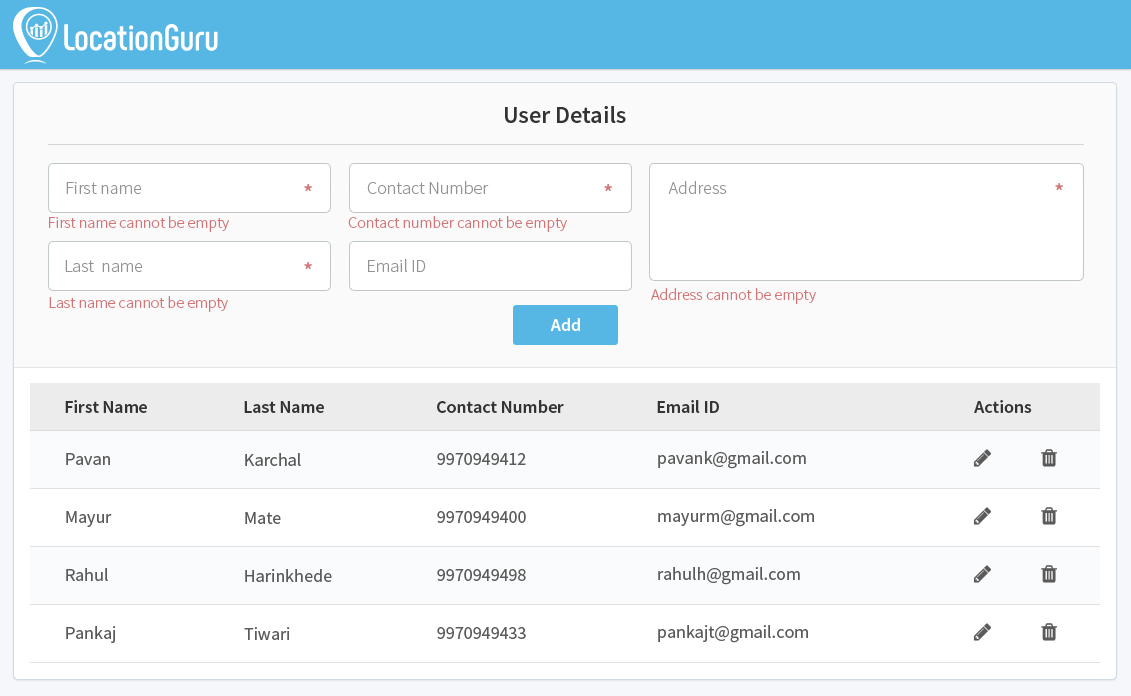 LocationGuru
User Details
First name *
Contact Number *
Address *
First name cannot be empty
Contact number cannot be empty
Last  name *
Email ID
Last name cannot be empty
Address cannot be empty
Add
First Name Last Name Contact Number Email ID Actions
Pavan Karchal 9970949412 pavank@gmail.com
Mayur Mate 9970949400 mayurm@gmail.com
Rahul Harinkhede 9970949498 rahulh@gmail.com
Pankaj Tiwari 9970949433 pankajt@gmail.com